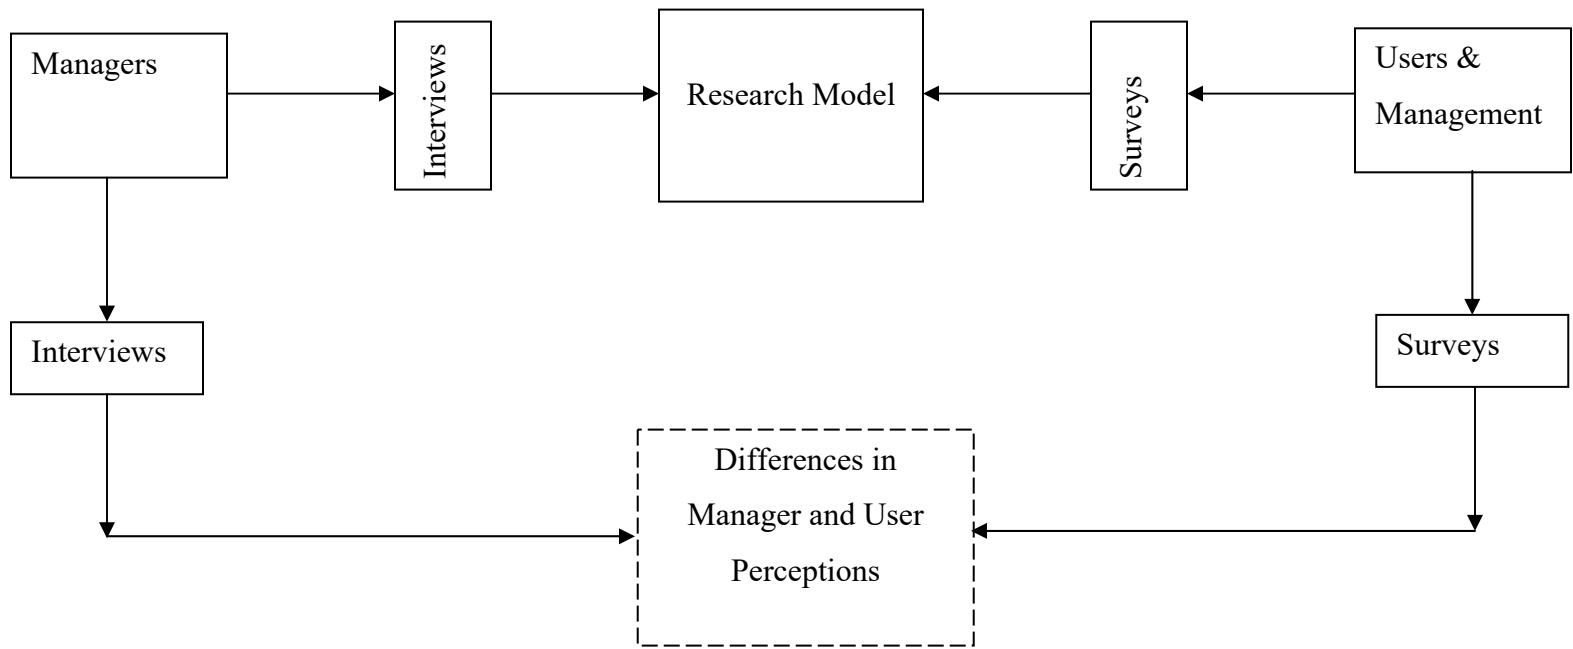 Managers
Interviews
Research Model
Surveys
Users &
Management
Interviews
Surveys
Differences in
Manager and User
Perceptions